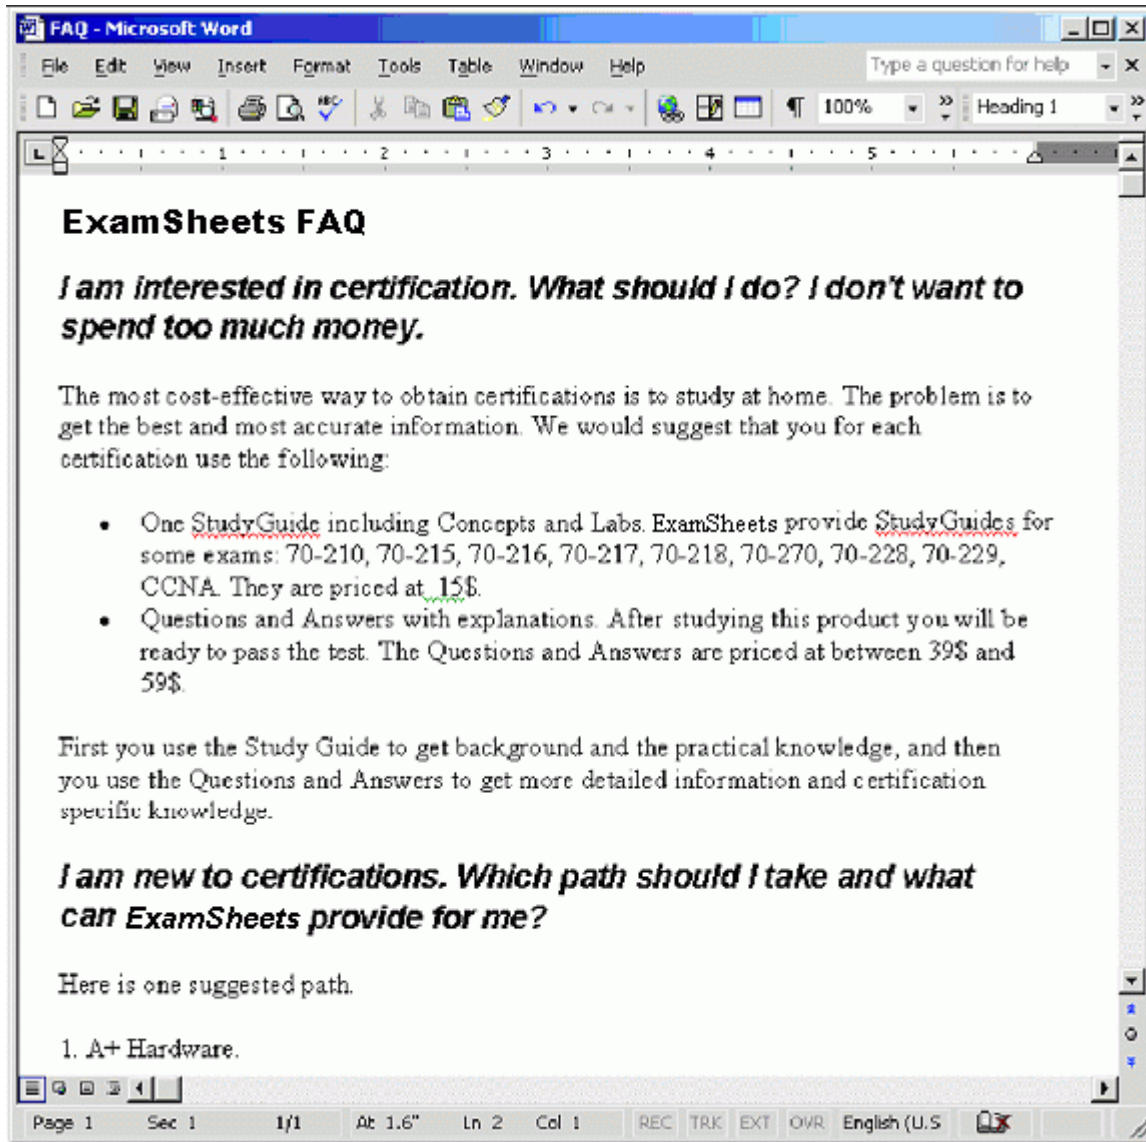 FAQ - Microsoft Word
File Edit View Insert Format Tools Table Window Help Type a question for help
100% Heading 1
1 2 3 4 5
ExamSheets FAQ
I am interested in certification. What should I do? I don't want to
spend too much money.
The most cost-effective way to obtain certifications is to study at home. The problem is to
get the best and most accurate information. We would suggest that you for each
certification use the following:
• One StudyGuide including Concepts and Labs. ExamSheets provide StudyGuides for
some exams: 70-210, 70-215, 70-216, 70-217, 70-218, 70-270, 70-228, 70-229,
CCNA. They are priced at 15$.
• Questions and Answers with explanations. After studying this product you will be
ready to pass the test. The Questions and Answers are priced at between 39$ and
59$.
First you use the Study Guide to get background and the practical knowledge, and then
you use the Questions and Answers to get more detailed information and certification
specific knowledge.
I am new to certifications. Which path should I take and what
can ExamSheets provide for me?
Here is one suggested path.
1. A+ Hardware.
Page 1 Sec 1 1/1 At 1.6" Ln 2 Col 1 REC TRK EXT OVR English (U.S